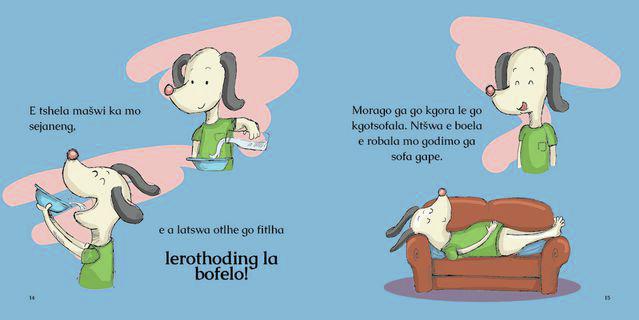 E tshela mašwi ka mo
sejaneng,
e a latswa otlhe go fitlha
lerothoding la
bofelo!
14
Morago ga go kgora le go
kgotsofala. Ntšwa e boela
e robala mo godimo ga
sofa gape.
15